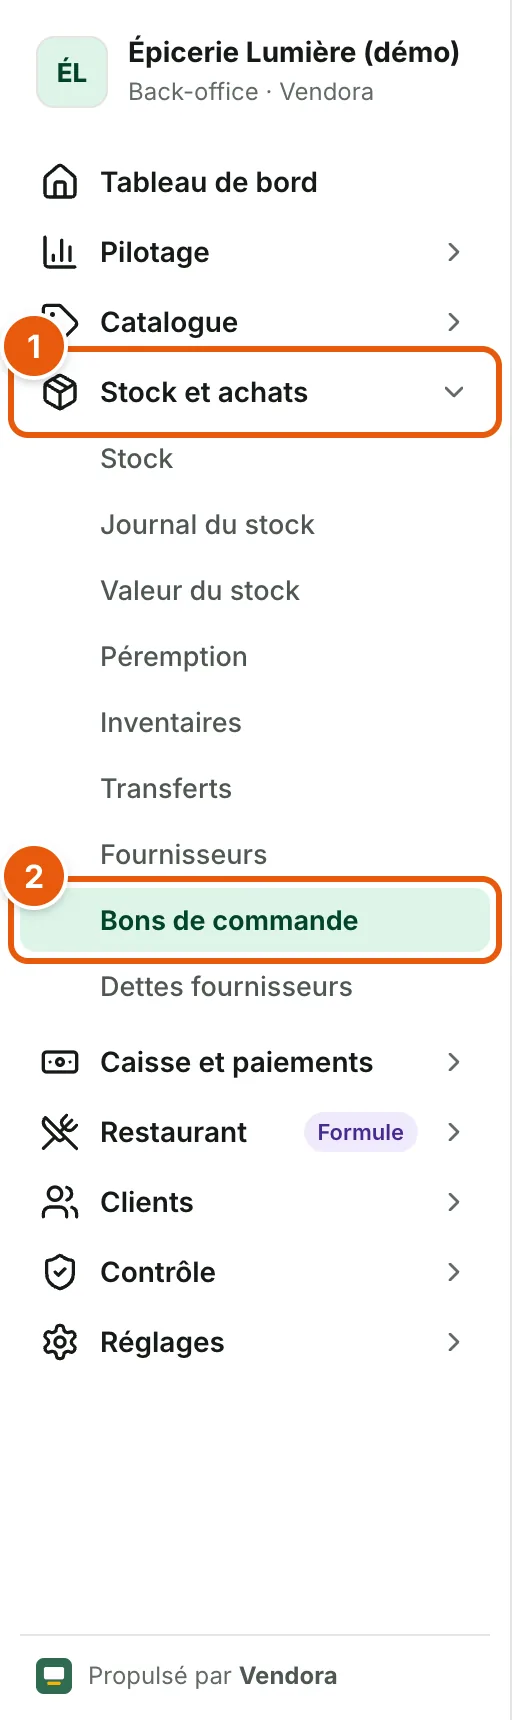 ÉL
Épicerie Lumière (démo)
Back-office · Vendora
Tableau de bord
Pilotage
Catalogue
1
Stock et achats
Stock
Journal du stock
Valeur du stock
Péremption
Inventaires
Transferts
Fournisseurs
2
Bons de commande
Dettes fournisseurs
Caisse et paiements
Restaurant Formule
Clients
Contrôle
Réglages
Propulsé par Vendora